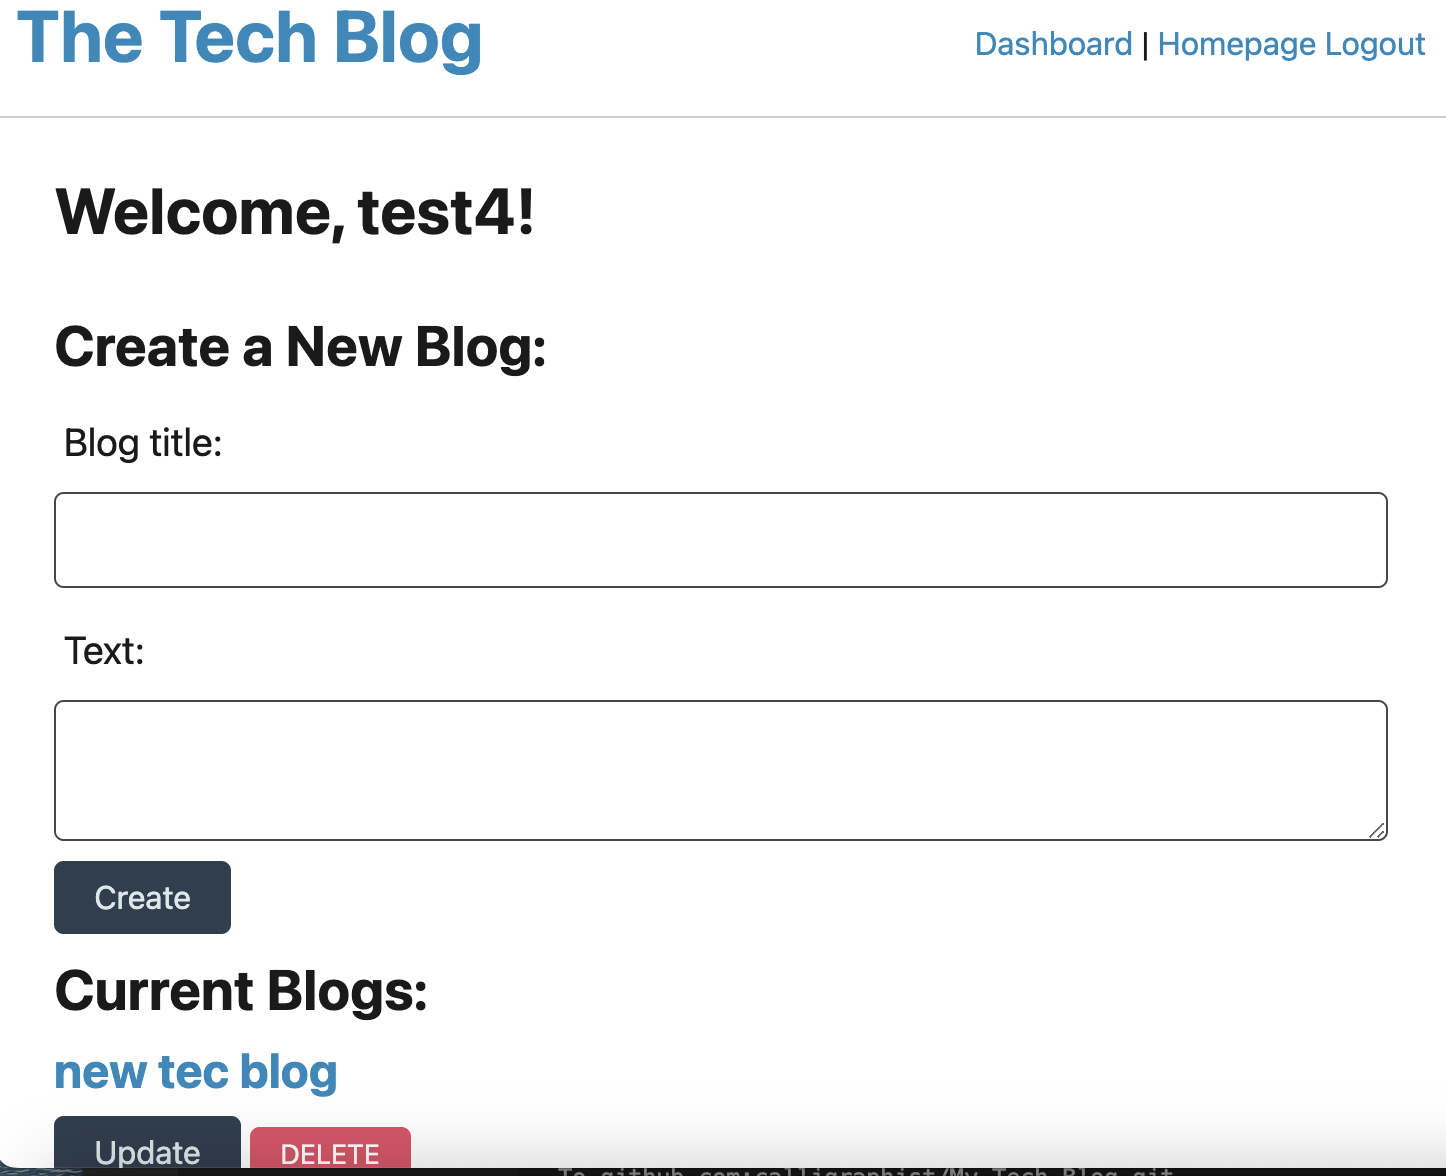 The Tech Blog
Dashboard | Homepage Logout
Welcome, test4!
Create a New Blog:
Blog title:
Text:
Create
Current Blogs:
new tec blog
Update DELETE
To github.com:calligraphist/My-Tech-Blog.git